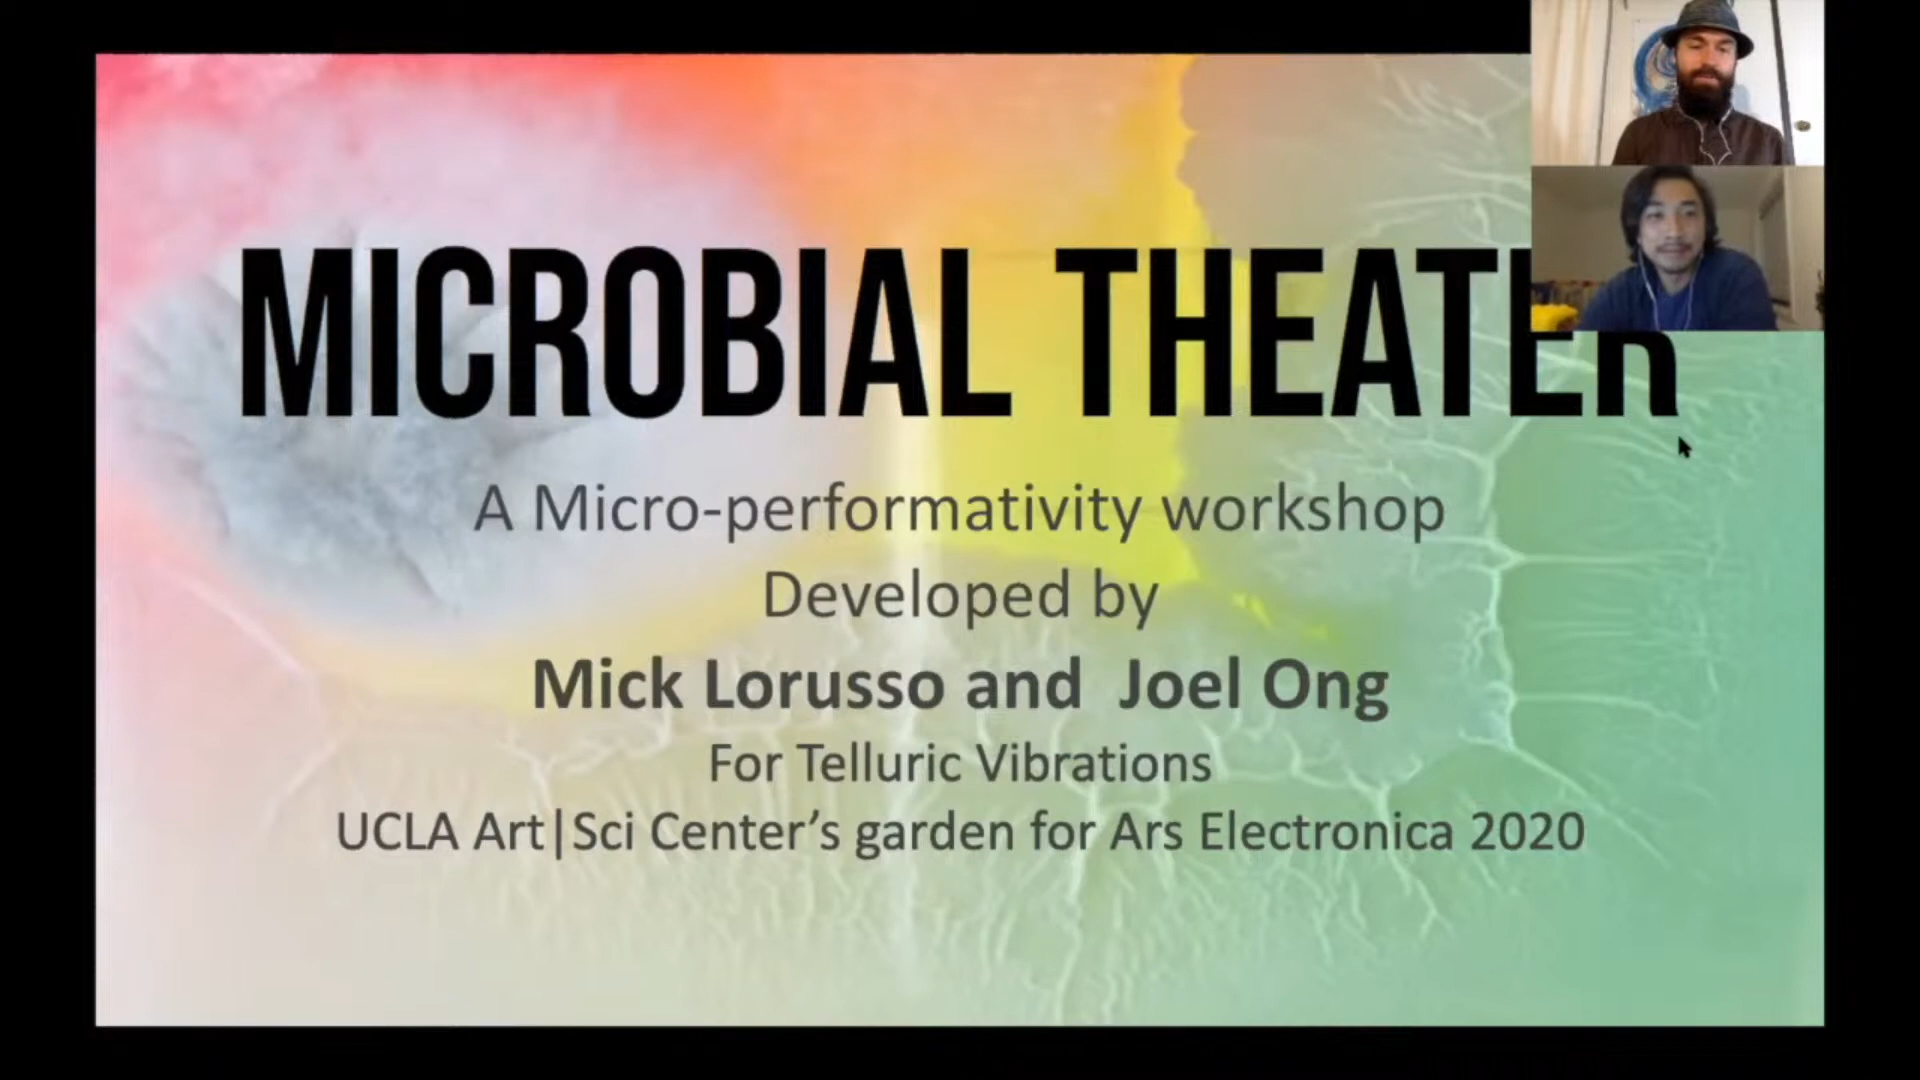 MICROBIAL THEATER
A Micro-performativity workshop
Developed by
Mick Lorusso and Joel Ong
For Telluric Vibrations
UCLA Art|Sci Center’s garden for Ars Electronica 2020